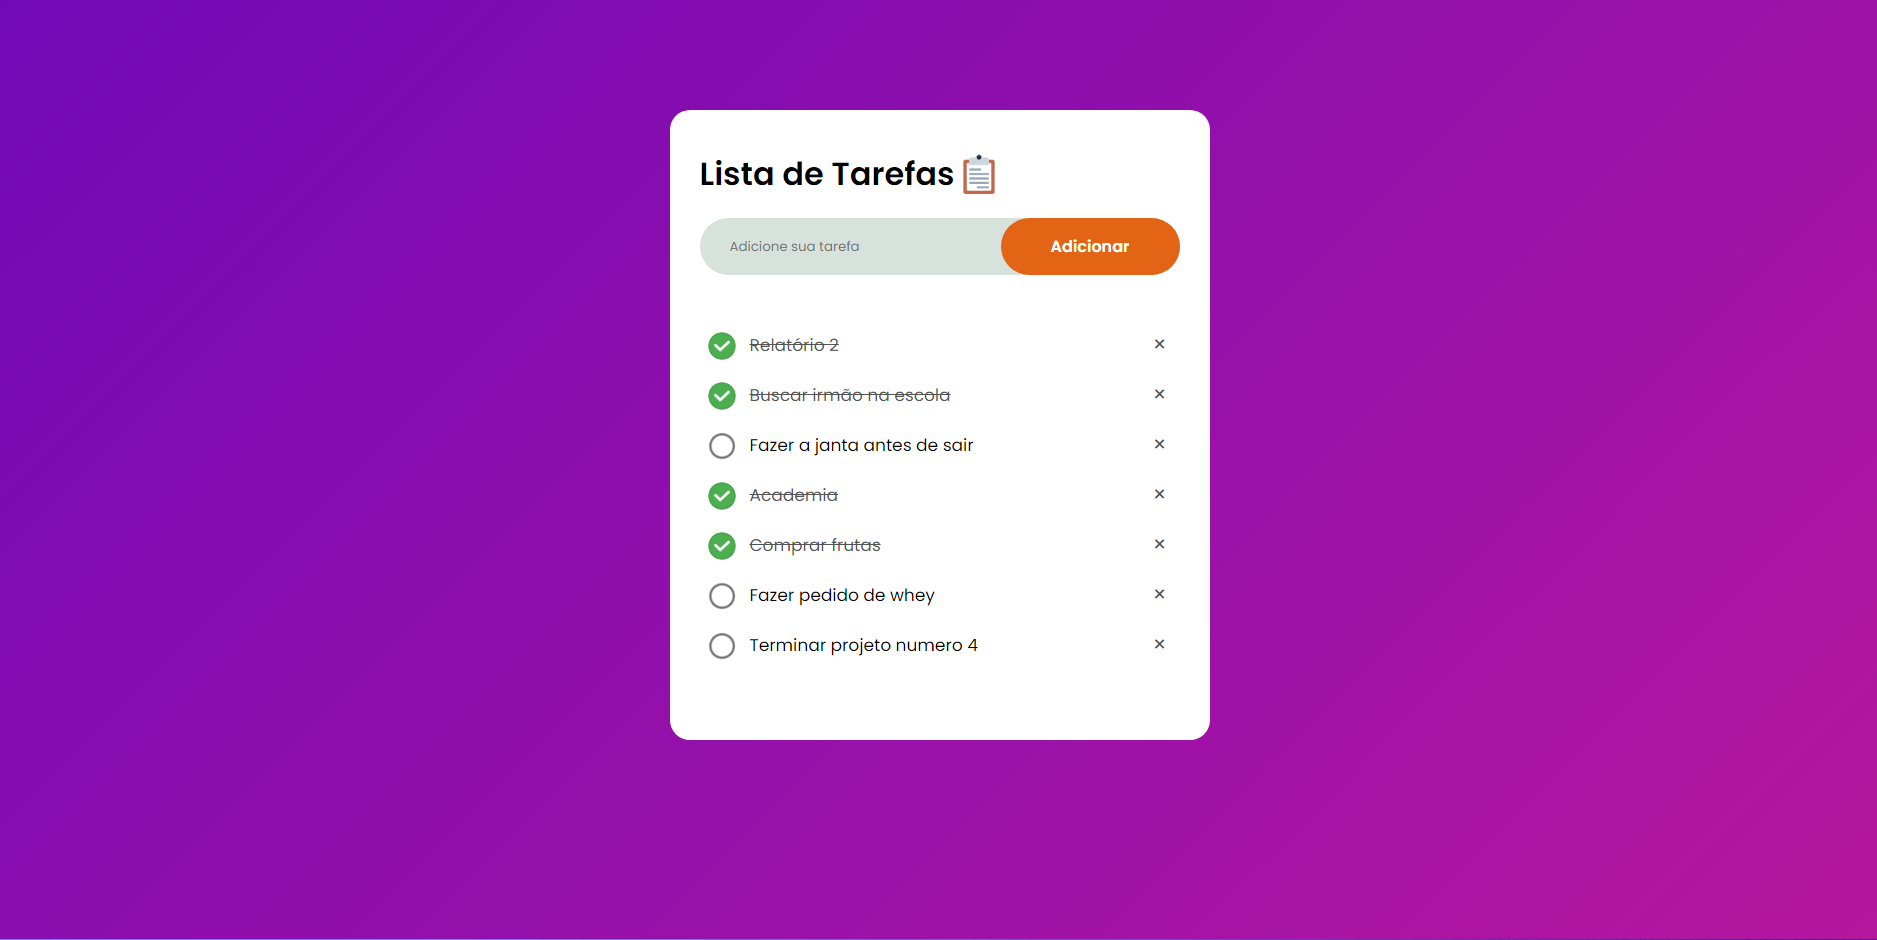 Lista de Tarefas
Adicione sua tarefa
Adicionar
Relatório 2
×
Buscar irmão na escola
×
Fazer a janta antes de sair
×
Academia
×
Comprar frutas
×
Fazer pedido de whey
×
Terminar projeto numero 4
×